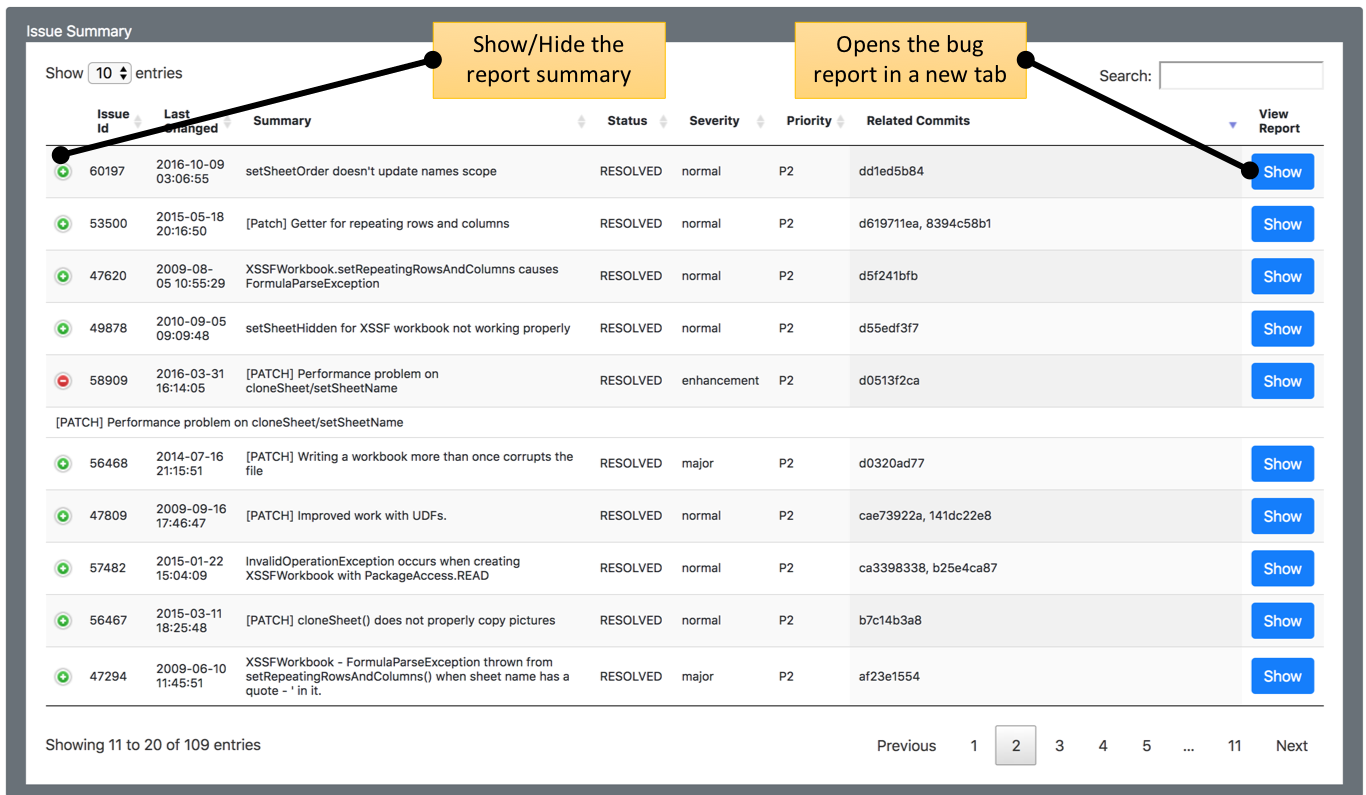 Issue Summary
Show/Hide the
report summary
Opens the bug
report in a new tab
Show 10 entries
Search:
Issue Id Last Changed Summary Status Severity Priority Related Commits View Report
60197 2016-10-09 03:06:55 setSheetOrder doesn't update names scope RESOLVED normal P2 dd1ed5b84 Show
53500 2015-05-18 20:16:50 [Patch] Getter for repeating rows and columns RESOLVED normal P2 d619711ea, 8394c58b1 Show
47620 2009-08-05 10:55:29 XSSFWorkbook.setRepeatingRowsAndColumns causes FormulaParseException RESOLVED normal P2 d5f241bfb Show
49878 2010-09-05 09:09:48 setSheetHidden for XSSF workbook not working properly RESOLVED normal P2 d55edf3f7 Show
58909 2016-03-31 16:14:05 [PATCH] Performance problem on cloneSheet/setSheetName RESOLVED enhancement P2 d0513f2ca Show
[PATCH] Performance problem on cloneSheet/setSheetName
56468 2014-07-16 21:15:51 [PATCH] Writing a workbook more than once corrupts the file RESOLVED major P2 d0320ad77 Show
47809 2009-09-16 17:46:47 [PATCH] Improved work with UDFs. RESOLVED normal P2 cae73922a, 141dc22e8 Show
57482 2015-01-22 15:04:09 InvalidOperationException occurs when creating XSSFWorkbook with PackageAccess.READ RESOLVED normal P2 ca3398338, b25e4ca87 Show
56467 2015-03-11 18:25:48 [PATCH] cloneSheet() does not properly copy pictures RESOLVED normal P2 b7c14b3a8 Show
47294 2009-06-10 11:45:51 XSSFWorkbook - FormulaParseException thrown from setRepeatingRowsAndColumns() when sheet name has a quote - ' in it. RESOLVED major P2 af23e1554 Show
Showing 11 to 20 of 109 entries
Previous 1 2 3 4 5 ... 11 Next